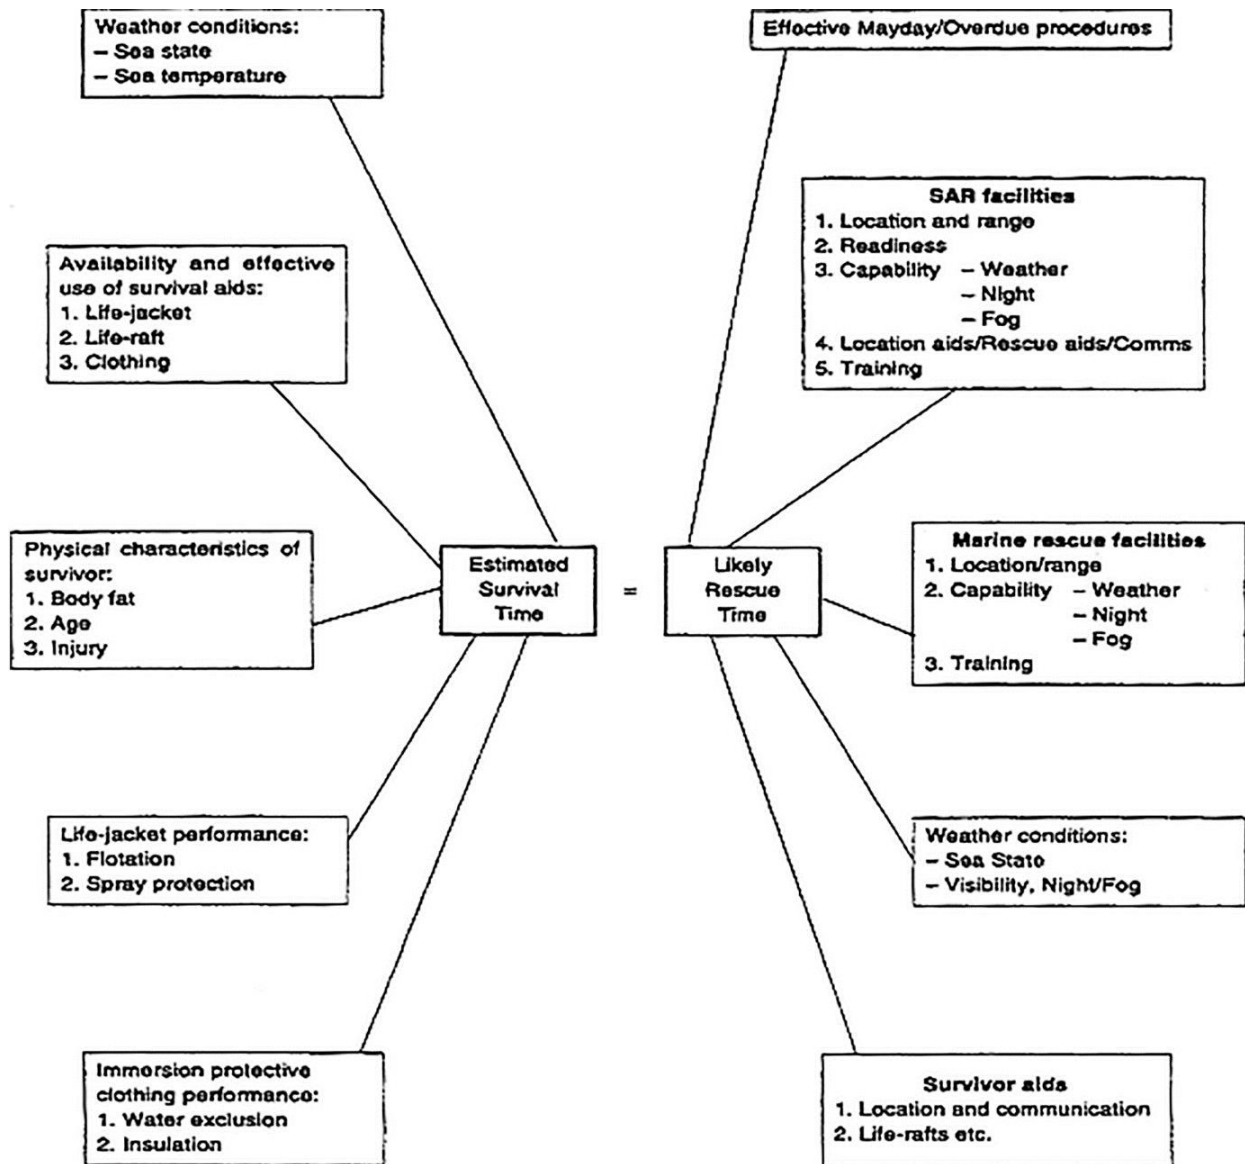 Weather conditions:
– Sea state
– Sea temperature
Availability and effective
use of survival aids:
1. Life-jacket
2. Life-raft
3. Clothing
Physical characteristics of
survivor:
1. Body fat
2. Age
3. Injury
Life-jacket performance:
1. Flotation
2. Spray protection
Immersion protective
clothing performance:
1. Water exclusion
2. Insulation
Estimated
Survival
Time
=
Likely
Rescue
Time
Effective Mayday/Overdue procedures
SAR facilities
1. Location and range
2. Readiness
3. Capability – Weather
– Night
– Fog
4. Location aids/Rescue aids/Comms
5. Training
Marine rescue facilities
1. Location/range
2. Capability – Weather
– Night
– Fog
3. Training
Weather conditions:
– Sea State
– Visibility, Night/Fog
Survivor aids
1. Location and communication
2. Life-rafts etc.